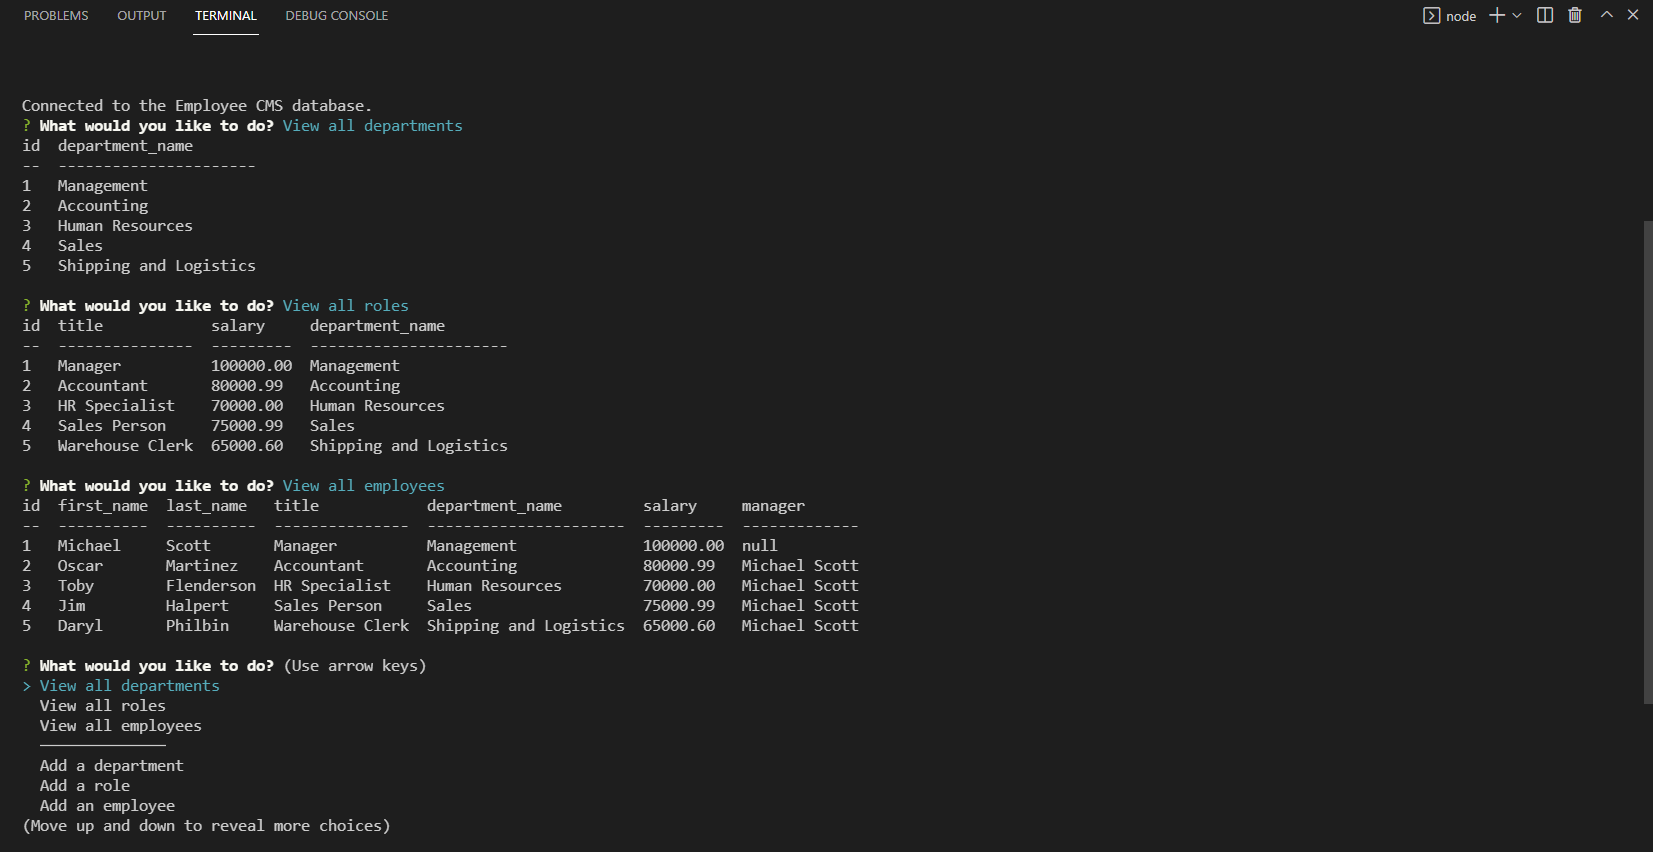 PROBLEMS OUTPUT TERMINAL DEBUG CONSOLE node
Connected to the Employee CMS database.
? What would you like to do? View all departments
id  department_name
--  ----------------------
1   Management
2   Accounting
3   Human Resources
4   Sales
5   Shipping and Logistics
? What would you like to do? View all roles
id  title            salary     department_name
--  ---------------  ---------  ----------------------
1   Manager          100000.00  Management
2   Accountant       80000.99   Accounting
3   HR Specialist    70000.00   Human Resources
4   Sales Person     75000.99   Sales
5   Warehouse Clerk  65000.60   Shipping and Logistics
? What would you like to do? View all employees
id  first_name  last_name   title            department_name         salary     manager
--  ----------  ----------  ---------------  ----------------------  ---------  -------------
1   Michael     Scott       Manager          Management              100000.00  null
2   Oscar       Martinez    Accountant       Accounting              80000.99   Michael Scott
3   Toby        Flenderson  HR Specialist    Human Resources         70000.00   Michael Scott
4   Jim         Halpert     Sales Person     Sales                   75000.99   Michael Scott
5   Daryl       Philbin     Warehouse Clerk  Shipping and Logistics  65000.60   Michael Scott
? What would you like to do? (Use arrow keys)
> View all departments
  View all roles
  View all employees
  ──────────────
  Add a department
  Add a role
  Add an employee
(Move up and down to reveal more choices)